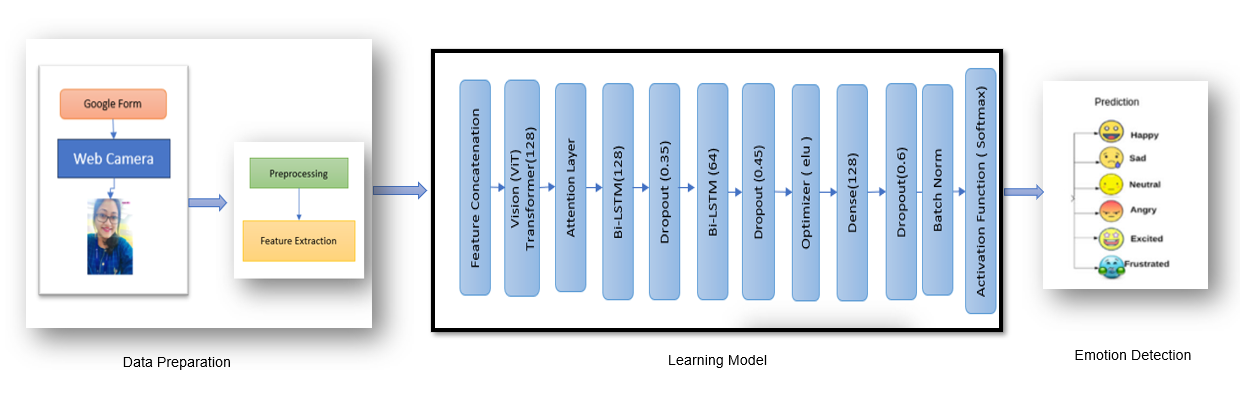 Google Form
Web Camera
Preprocessing
Feature Extraction
Data Preparation
Feature Concatenation
Vision (ViT)
Transformer(128)
Attention Layer
Bi-LSTM(128)
Dropout (0.35)
Bi-LSTM (64)
Dropout (0.45)
Optimizer ( elu )
Dense(128)
Dropout(0.6)
Batch Norm
Activation Function ( Softmax)
Learning Model
Prediction
Happy
Sad
Neutral
Angry
Excited
Frustrated
Emotion Detection